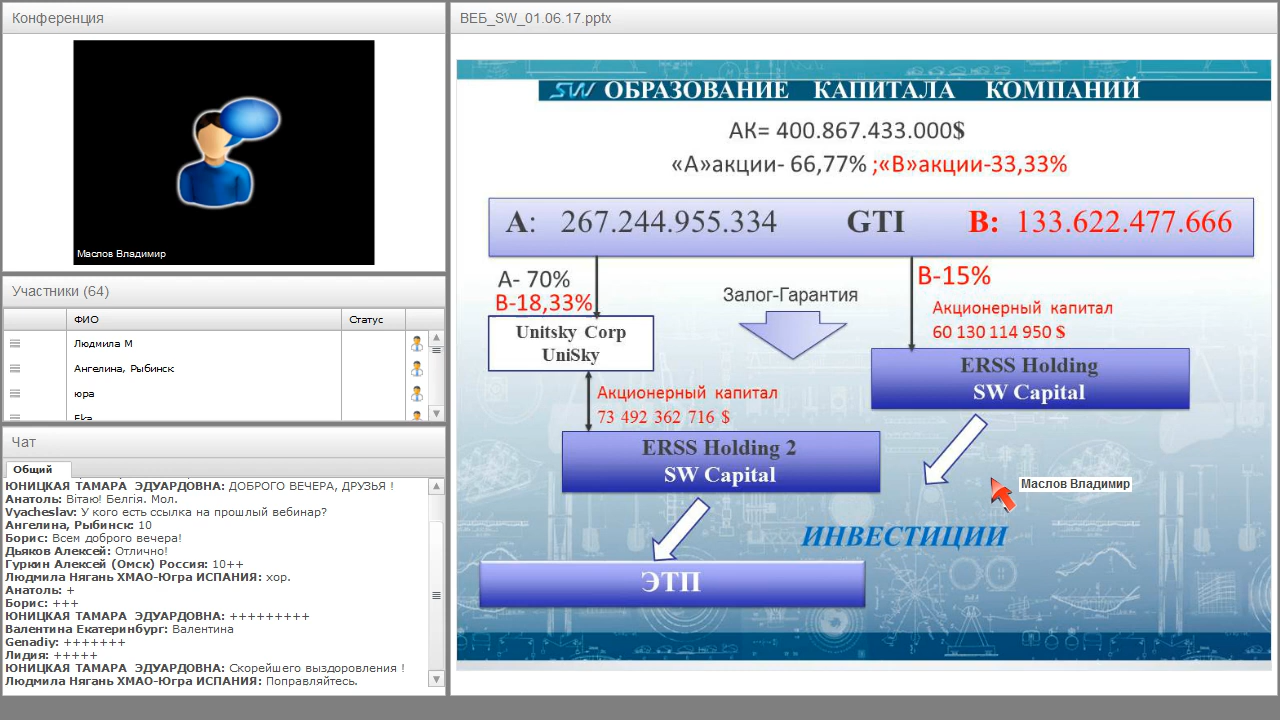 Конференция
Маслов Владимир
Участники (64)
ФИО
Статус
Людмила М
Ангелина, Рыбинск
юра
Eka
Чат
Общий
ЮНИЦКАЯ ТАМАРА ЭДУАРДОВНА: ДОБРОГО ВЕЧЕРА, ДРУЗЬЯ !
Анатоль: Вітаю! Белгія. Мол.
Vyacheslav: У кого есть ссылка на прошлый вебинар?
Ангелина, Рыбинск: 10
Борис: Всем доброго вечера!
Дьяков Алексей: Отлично!
Гуркин Алексей (Омск) Россия: 10++
Людмила Нягань ХМАО-Югра ИСПАНИЯ: хор.
Анатоль: +
Борис: +++
ЮНИЦКАЯ ТАМАРА ЭДУАРДОВНА: +++++++++
Валентина Екатеринбург: Валентина
Genadiy: +++++++
Лидия: +++++
ЮНИЦКАЯ ТАМАРА ЭДУАРДОВНА: Скорейшего выздоровления !
Людмила Нягань ХМАО-Югра ИСПАНИЯ: Поправляйтесь.
ВЕБ_SW_01.06.17.pptx
SW ОБРАЗОВАНИЕ КАПИТАЛА КОМПАНИЙ
АК= 400.867.433.000$
«А»акции- 66,77% ;«В»акции-33,33%
А: 267.244.955.334 GTI В: 133.622.477.666
А- 70%
В-18,33%
Залог-Гарантия
В-15%
Акционерный капитал
60 130 114 950 $
Unitsky Corp
UniSky
ERSS Holding
SW Capital
Акционерный капитал
73 492 362 716 $
ERSS Holding 2
SW Capital
Маслов Владимир
ИНВЕСТИЦИИ
ЭТП